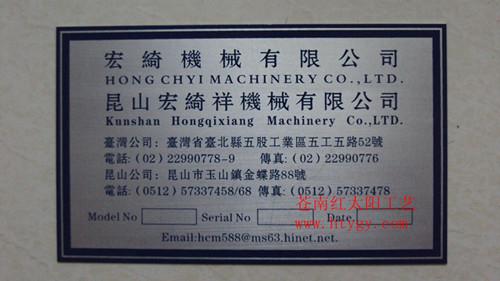 宏綺機械有限公司
HONG CHYI MACHINERY CO., LTD.
昆山宏綺祥機械有限公司
Kunshan Hongqixiang Machinery Co.,LTD.
臺灣公司: 臺灣省臺北縣五股工業區五工五路52號
電話: (02) 22990778-9 傳真: (02) 22990776
昆山公司: 昆山市玉山鎮金蝶路88號
電話: (0512) 57337458/68 傳真: (0512) 57337478
苍南红太阳工艺
Model No Serial No Date
www.htygy.com
Email:hcm588@ms63.hinet.net.